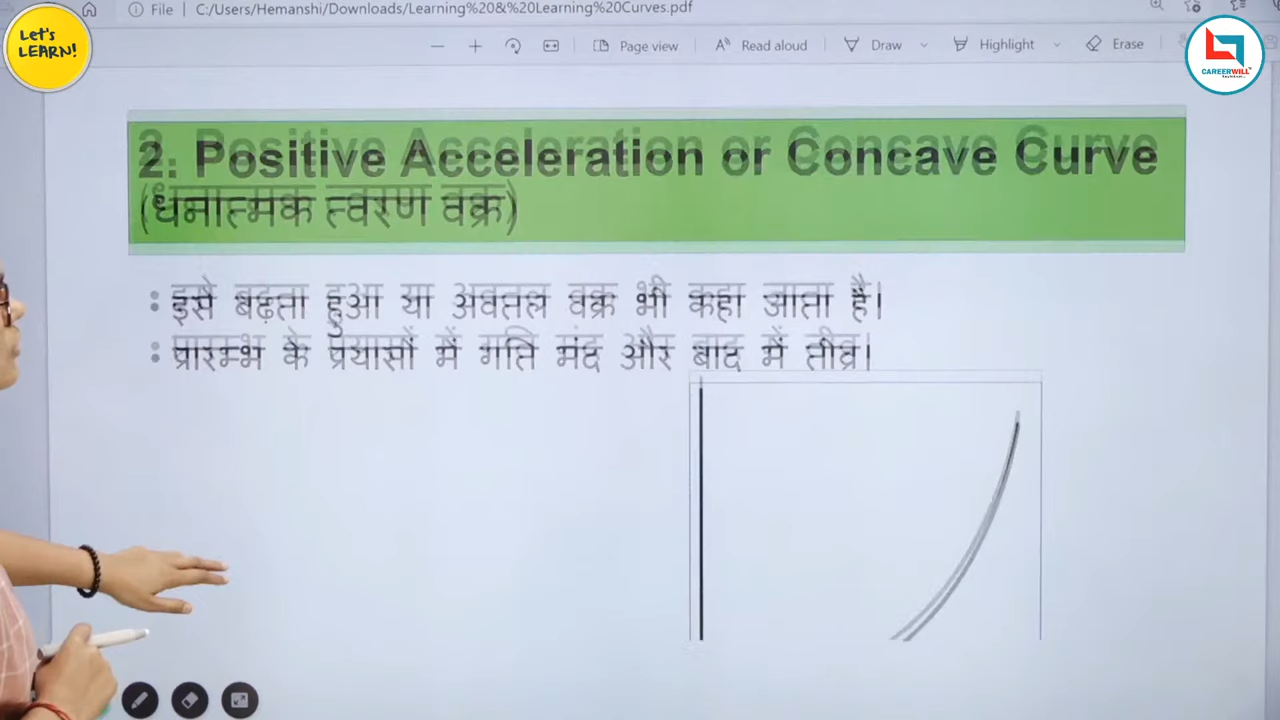 Let's
LEARN!
File | C:/Users/Hemanshi/Downloads/Learning%20&%20Learning%20Curves.pdf
Page view
Read aloud
Draw
Highlight
Erase
CAREERWILL
2. Positive Acceleration or Concave Curve
(धनात्मक त्वरण वक्र)
• इसे बढ़ता हुआ या अवतल वक्र भी कहा जाता है।
• प्रारम्भ के प्रयासों में गति मंद और बाद में तीव्र।